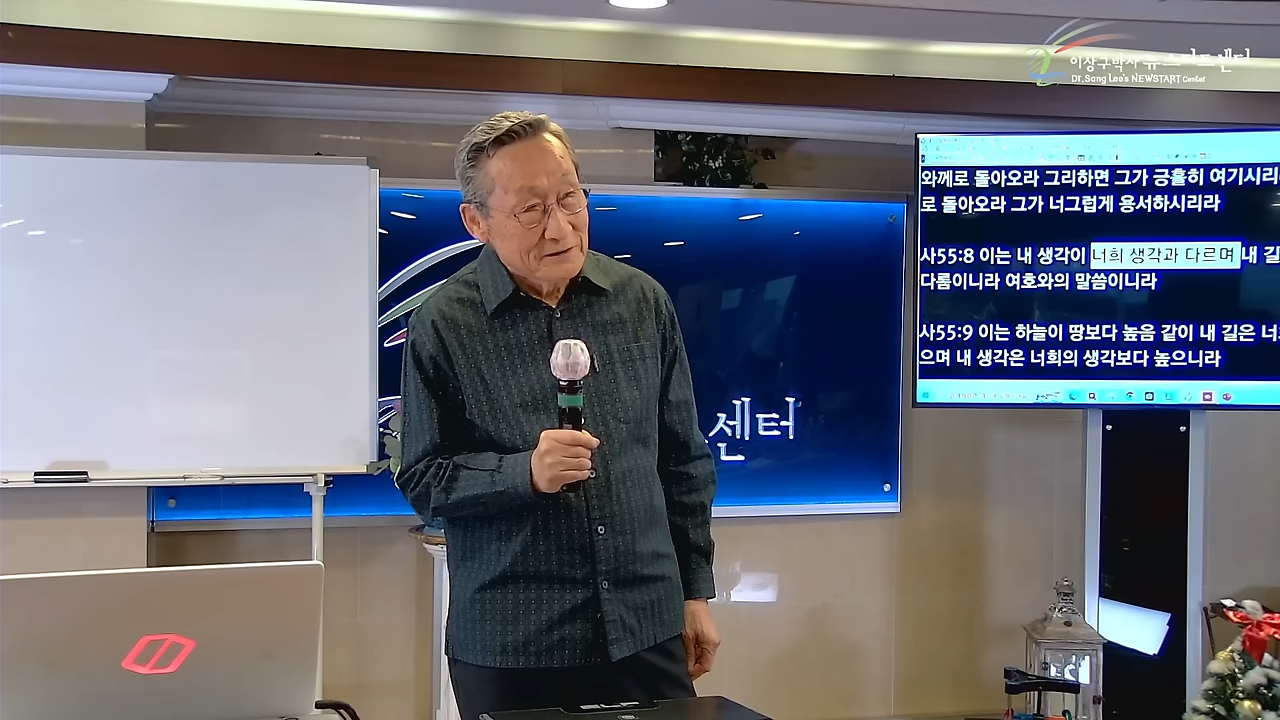 이상구박사 뉴스타트센터
Dr. Sang Lee's NEWSTART Center
와께로 돌아오라 그리하면 그가 긍휼히 여기시리
로 돌아오라 그가 너그럽게 용서하시리라
사55:8 이는 내 생각이 너희 생각과 다르며 내 길
다름이니라 여호와의 말씀이니라
사55:9 이는 하늘이 땅보다 높음 같이 내 길은 너
으며 내 생각은 너희의 생각보다 높으니라
센터